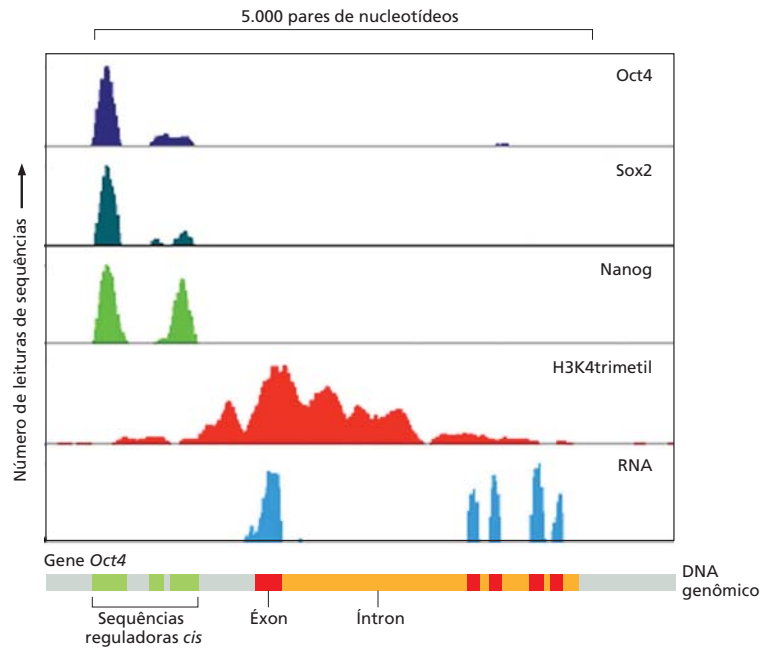 5.000 pares de nucleotídeos
Oct4
Sox2
Nanog
H3K4trimetil
RNA
Número de leituras de sequências
Gene Oct4
DNA
genômico
Sequências
reguladoras cis
Éxon
Íntron